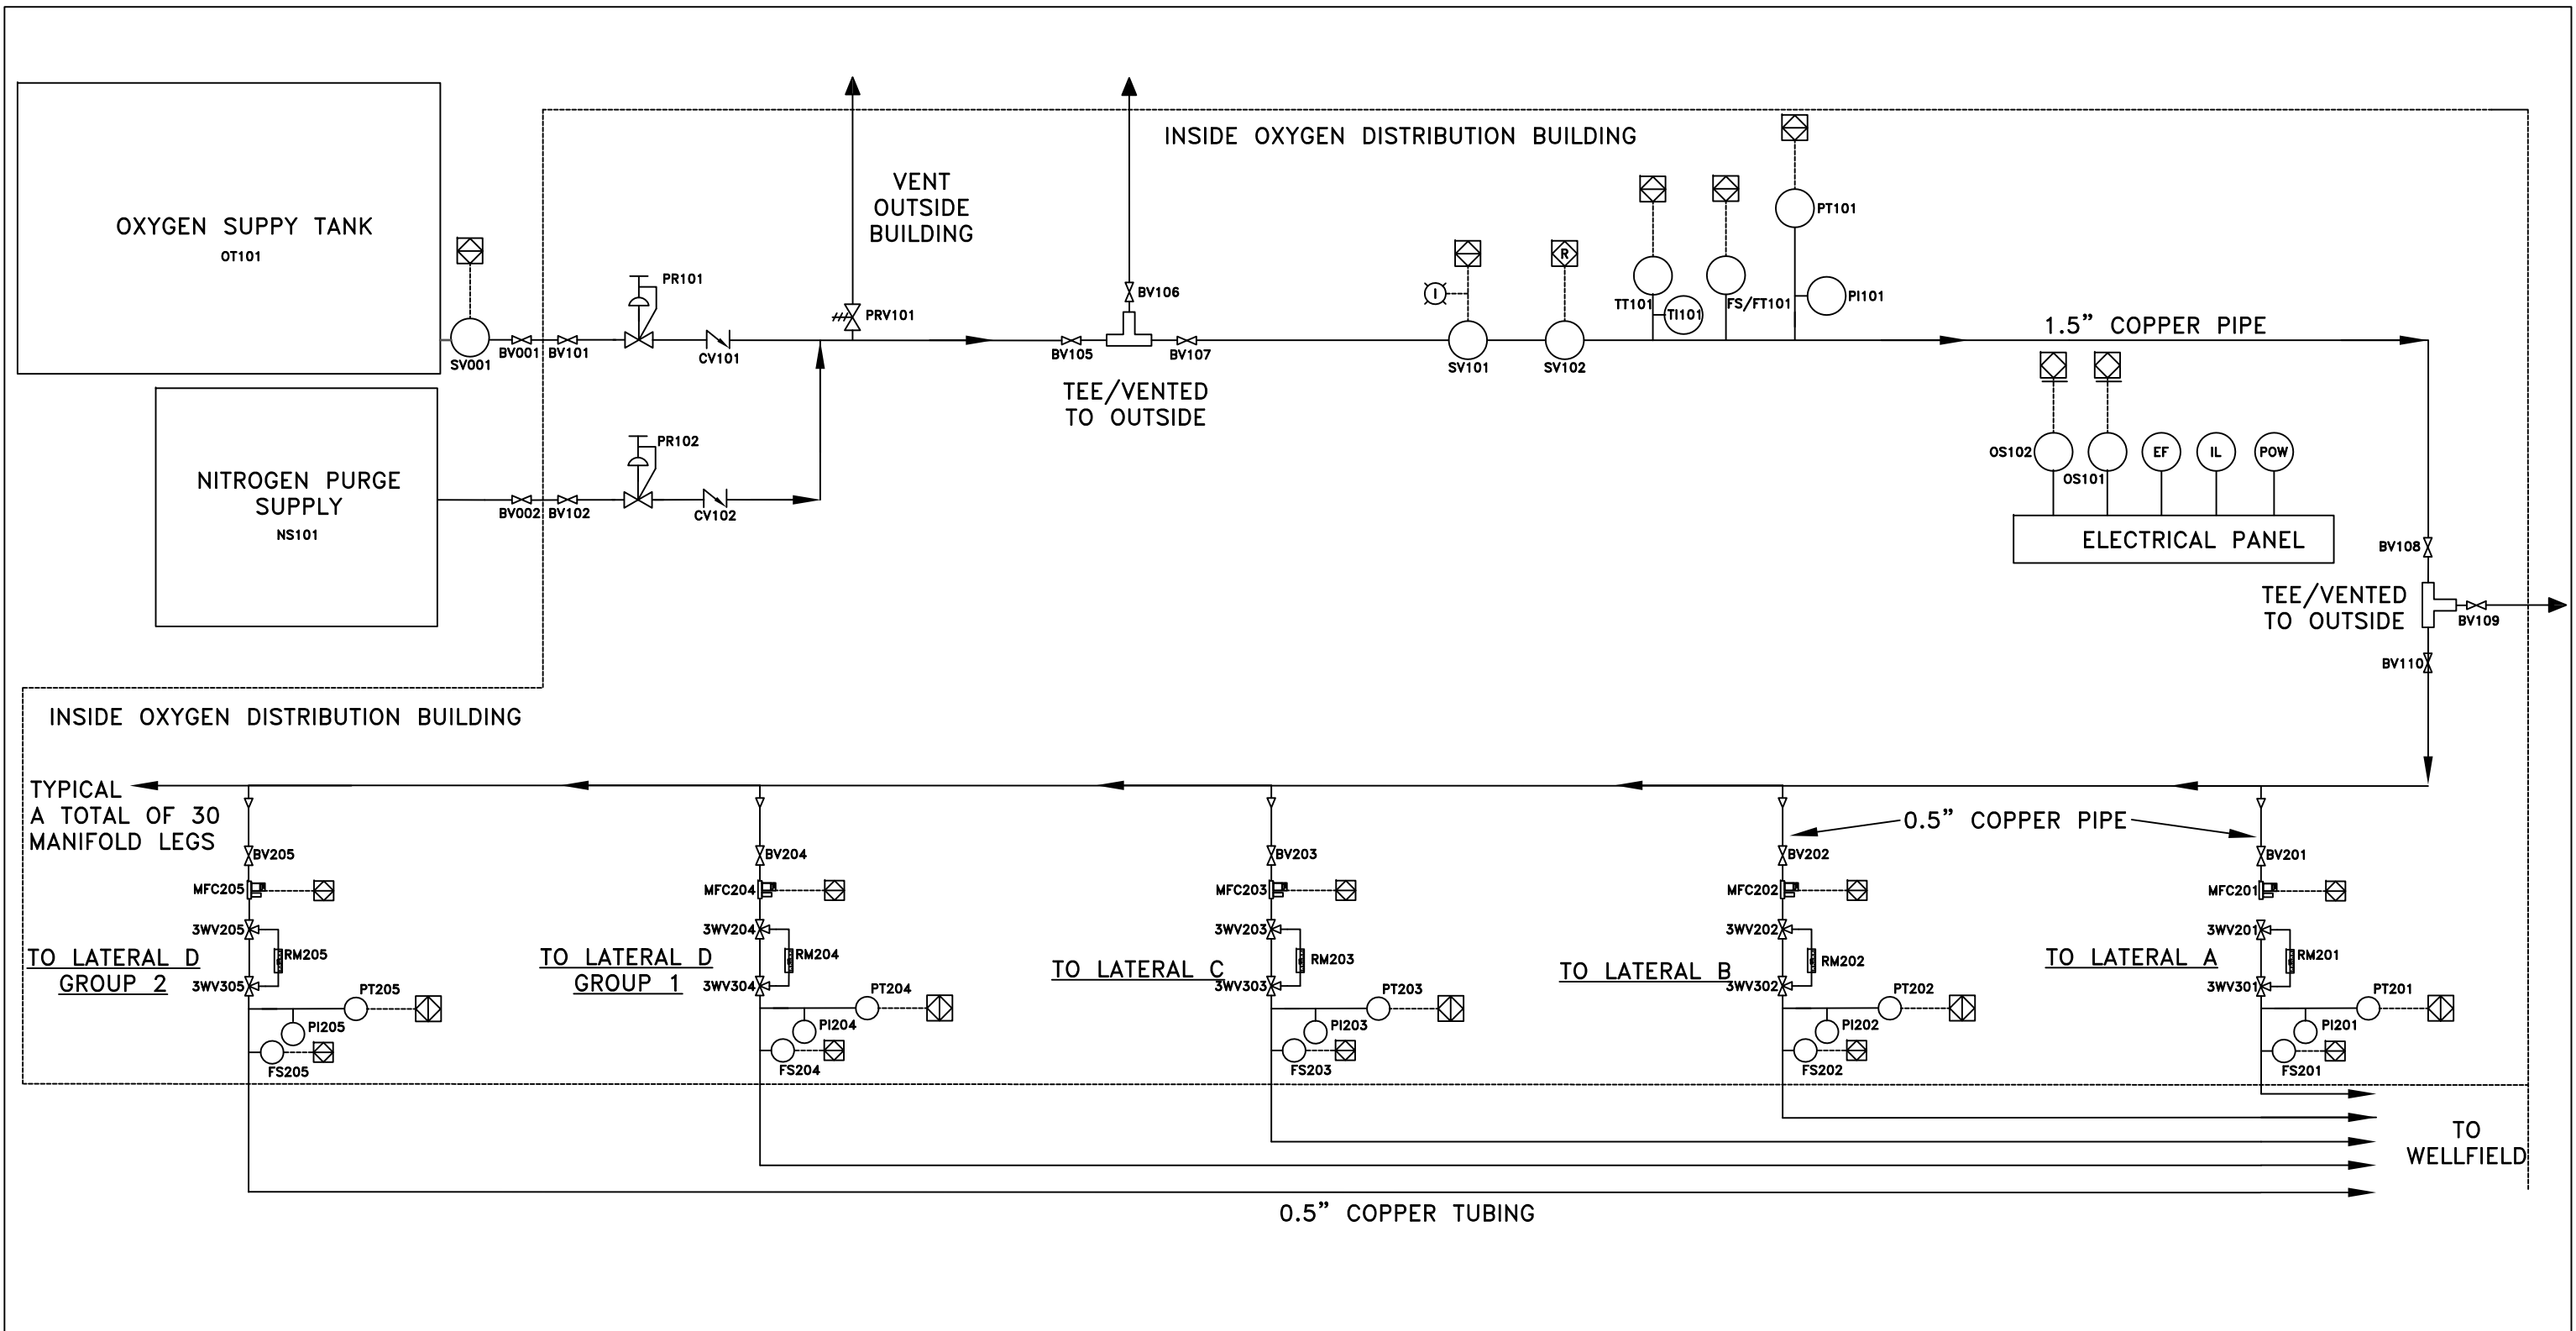 INSIDE OXYGEN DISTRIBUTION BUILDING
OXYGEN SUPPY TANK
OT101
VENT
OUTSIDE
BUILDING
SV001
BV001
BV101
PR101
CV101
PRV101
BV105
BV106
BV107
TEE/VENTED
TO OUTSIDE
I
SV101
R
SV102
TT101
TI101
FS/FT101
PT101
PI101
1.5” COPPER PIPE
NITROGEN PURGE
SUPPLY
NS101
BV002
BV102
PR102
CV102
OS102
OS101
EF
IL
POW
ELECTRICAL PANEL
BV108
TEE/VENTED
TO OUTSIDE
BV109
BV110
INSIDE OXYGEN DISTRIBUTION BUILDING
TYPICAL
A TOTAL OF 30
MANIFOLD LEGS
0.5” COPPER PIPE
BV205
MFC205
3WV205
RM205
TO LATERAL D
GROUP 2
3WV305
PT205
PI205
FS205
BV204
MFC204
3WV204
RM204
TO LATERAL D
GROUP 1
3WV304
PT204
PI204
FS204
BV203
MFC203
3WV203
RM203
TO LATERAL C
3WV303
PT203
PI203
FS203
BV202
MFC202
3WV202
RM202
TO LATERAL B
3WV302
PT202
PI202
FS202
BV201
MFC201
3WV201
RM201
TO LATERAL A
3WV301
PT201
PI201
FS201
TO
WELLFIELD
0.5” COPPER TUBING